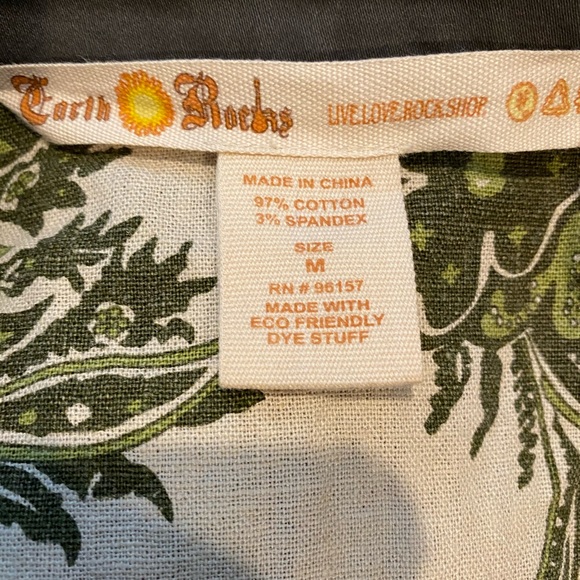 Earth Rocks LIVE.LOVE.ROCK.SHOP.
MADE IN CHINA
97% COTTON
3% SPANDEX
SIZE
M
RN # 96157
MADE WITH
ECO FRIENDLY
DYE STUFF